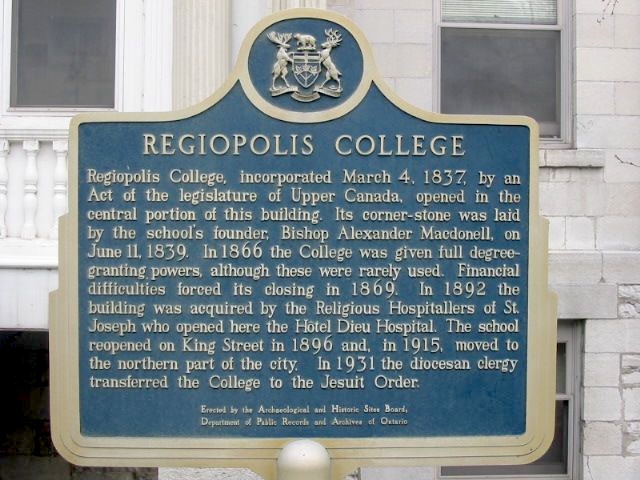 REGIOPOLIS COLLEGE
Regiopolis College, incorporated March 4, 1837, by an
Act of the legislature of Upper Canada, opened in the
central portion of this building. Its corner-stone was laid
by the school's founder, Bishop Alexander Macdonell, on
June 11, 1839. In 1866 the College was given full degree-
granting powers, although these were rarely used. Financial
difficulties forced its closing in 1869. In 1892 the
building was acquired by the Religious Hospitallers of St.
Joseph who opened here the Hôtel Dieu Hospital. The school
reopened on King Street in 1896 and, in 1915, moved to
the northern part of the city. In 1931 the diocesan clergy
transferred the College to the Jesuit Order.
Erected by the Archaeological and Historic Sites Board,
Department of Public Records and Archives of Ontario